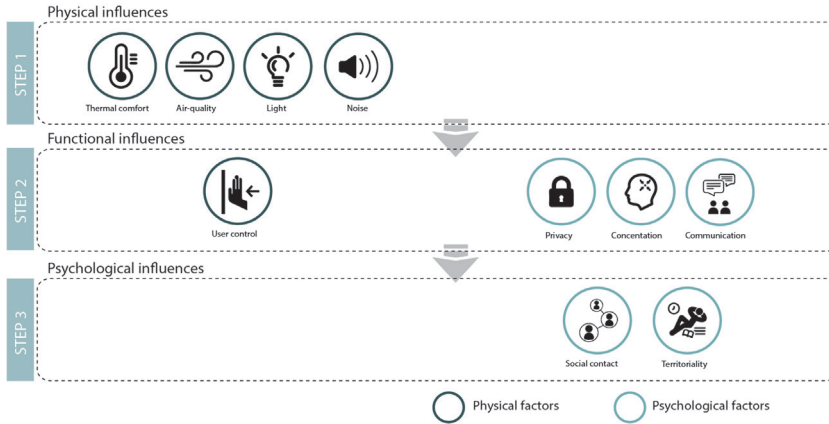 Physical influences
STEP 1
Thermal comfort
Air-quality
Light
Noise
Functional influences
STEP 2
User control
Privacy
Concentation
Communication
Psychological influences
STEP 3
Social contact
Territoriality
Physical factors
Psychological factors